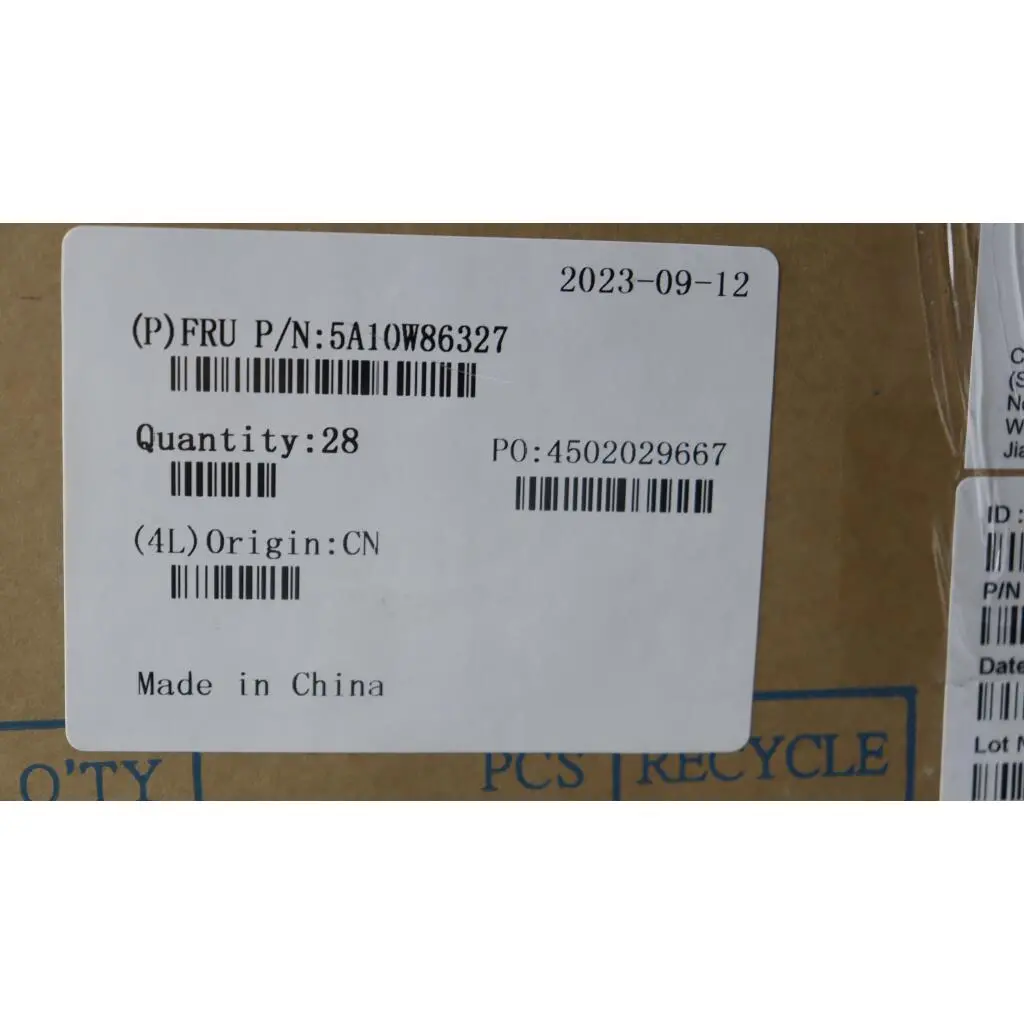 2023-09-12
(P)FRU P/N:5A10W86327
Quantity:28
PO:4502029667
(4L)Origin:CN
Made in China
Q'TY
PCS
RECYCLE
ID :
P/N
Date
Lot